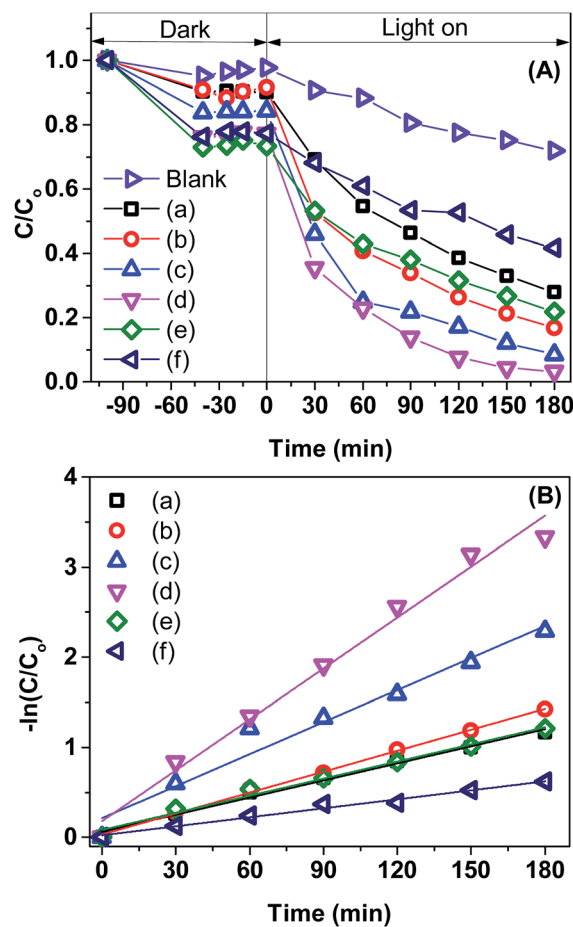 Dark Light on
(A)
1.0
0.8
0.6
0.4
0.2
0.0
C/Co
Blank
(a)
(b)
(c)
(d)
(e)
(f)
-90 -60 -30 0 30 60 90 120 150 180
Time (min)
(B)
-4
3
2
1
0
-ln(C/Co)
(a)
(b)
(c)
(d)
(e)
(f)
0 30 60 90 120 150 180
Time (min)